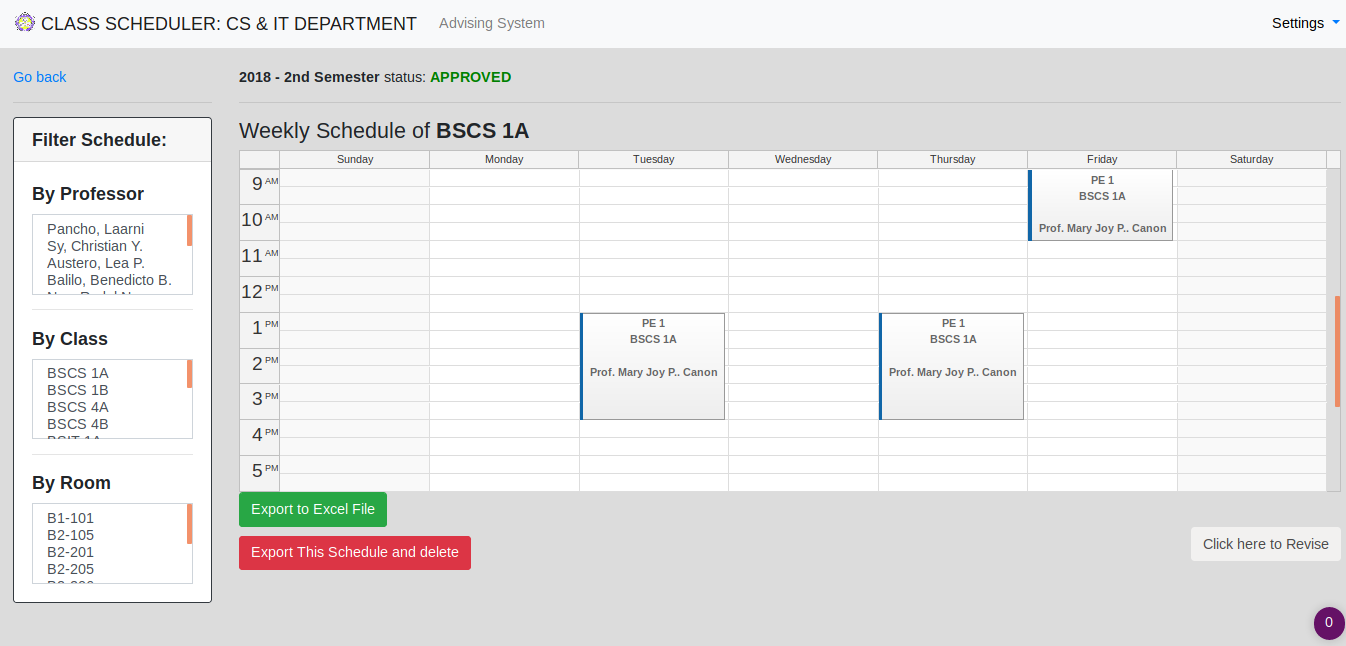 CLASS SCHEDULER: CS & IT DEPARTMENT Advising System Settings
Go back
2018 - 2nd Semester status: APPROVED
Filter Schedule:
By Professor
Pancho, Laarni
Sy, Christian Y.
Austero, Lea P.
Balilo, Benedicto B.
By Class
BSCS 1A
BSCS 1B
BSCS 4A
BSCS 4B
BSIT 1A
By Room
B1-101
B2-105
B2-201
B2-205
Weekly Schedule of BSCS 1A
Sunday Monday Tuesday Wednesday Thursday Friday Saturday
9 AM
10 AM
11 AM
12 PM
1 PM
2 PM
3 PM
4 PM
5 PM
PE 1
BSCS 1A
Prof. Mary Joy P.. Canon
PE 1
BSCS 1A
Prof. Mary Joy P.. Canon
PE 1
BSCS 1A
Prof. Mary Joy P.. Canon
Export to Excel File
Export This Schedule and delete
Click here to Revise
0